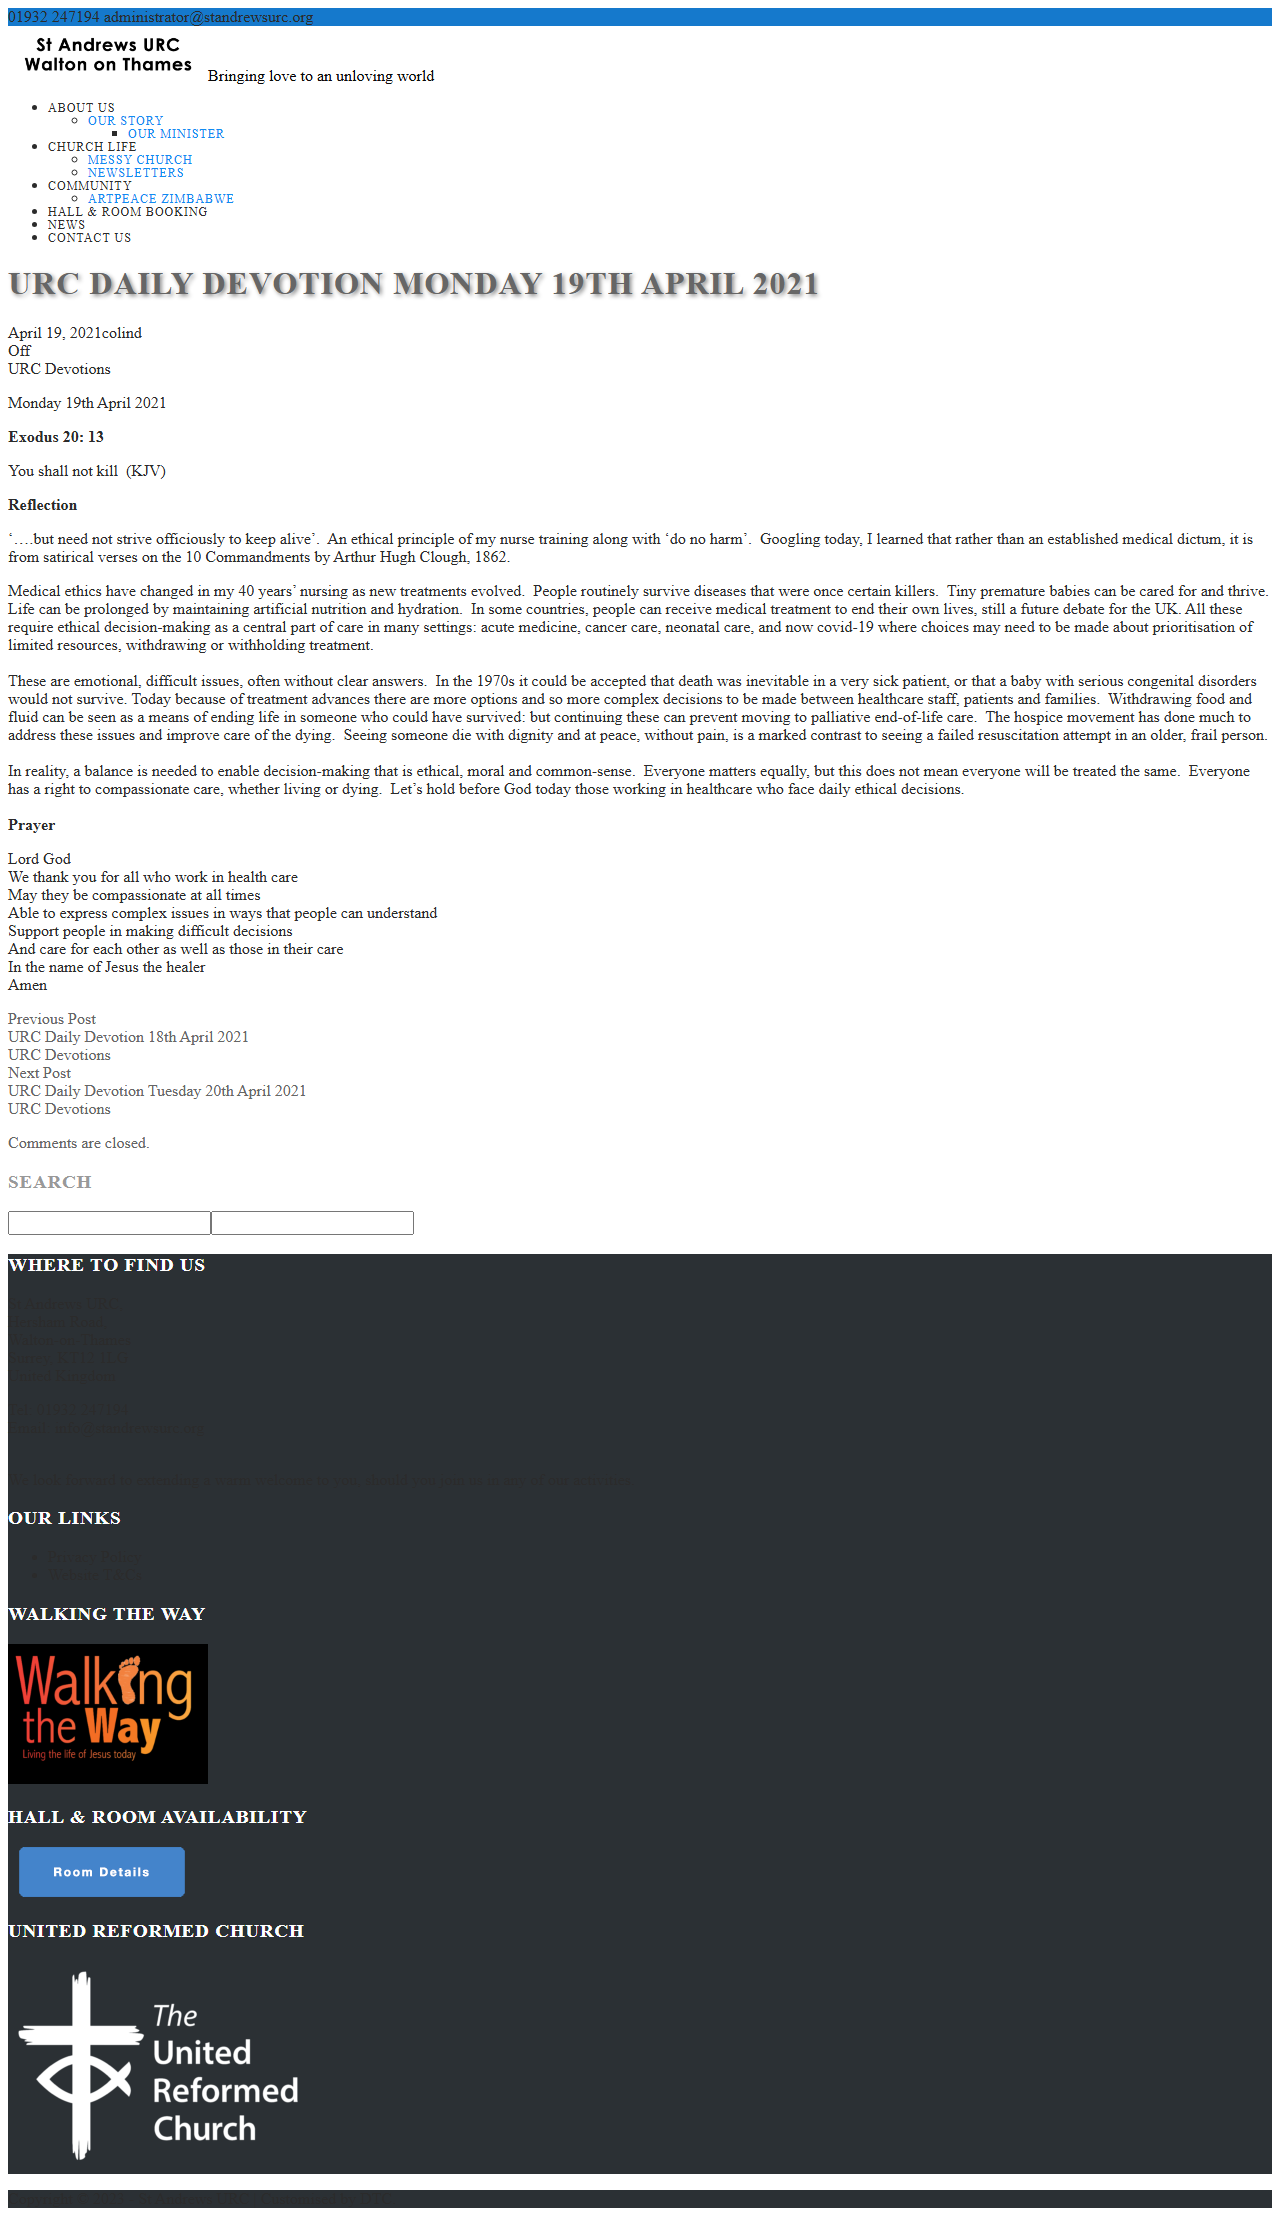 01932 247194 administrator@standrewsurc.org
St Andrews URC
Walton on Thames
Bringing love to an unloving world
ABOUT US
OUR STORY
OUR MINISTER
CHURCH LIFE
MESSY CHURCH
NEWSLETTERS
COMMUNITY
ARTPEACE ZIMBABWE
HALL & ROOM BOOKING
NEWS
CONTACT US
URC DAILY DEVOTION MONDAY 19TH APRIL 2021
April 19, 2021colind
Off
URC Devotions
Monday 19th April 2021
Exodus 20: 13
You shall not kill  (KJV)
Reflection
‘….but need not strive officiously to keep alive’.  An ethical principle of my nurse training along with ‘do no harm’.  Googling today, I learned that rather than an established medical dictum, it is
from satirical verses on the 10 Commandments by Arthur Hugh Clough, 1862.
Medical ethics have changed in my 40 years’ nursing as new treatments evolved.  People routinely survive diseases that were once certain killers.  Tiny premature babies can be cared for and thrive.
Life can be prolonged by maintaining artificial nutrition and hydration.  In some countries, people can receive medical treatment to end their own lives, still a future debate for the UK. All these
require ethical decision-making as a central part of care in many settings: acute medicine, cancer care, neonatal care, and now covid-19 where choices may need to be made about prioritisation of
limited resources, withdrawing or withholding treatment.
These are emotional, difficult issues, often without clear answers.  In the 1970s it could be accepted that death was inevitable in a very sick patient, or that a baby with serious congenital disorders
would not survive. Today because of treatment advances there are more options and so more complex decisions to be made between healthcare staff, patients and families.  Withdrawing food and
fluid can be seen as a means of ending life in someone who could have survived: but continuing these can prevent moving to palliative end-of-life care.  The hospice movement has done much to
address these issues and improve care of the dying.  Seeing someone die with dignity and at peace, without pain, is a marked contrast to seeing a failed resuscitation attempt in an older, frail person.
In reality, a balance is needed to enable decision-making that is ethical, moral and common-sense.  Everyone matters equally, but this does not mean everyone will be treated the same.  Everyone
has a right to compassionate care, whether living or dying.  Let’s hold before God today those working in healthcare who face daily ethical decisions.
Prayer
Lord God
We thank you for all who work in health care
May they be compassionate at all times
Able to express complex issues in ways that people can understand
Support people in making difficult decisions
And care for each other as well as those in their care
In the name of Jesus the healer
Amen
Previous Post
URC Daily Devotion 18th April 2021
URC Devotions
Next Post
URC Daily Devotion Tuesday 20th April 2021
URC Devotions
Comments are closed.
SEARCH
WHERE TO FIND US
OUR LINKS
WALKING THE WAY
Walking
the Way
Living the life of Jesus today
HALL & ROOM AVAILABILITY
Room Details
UNITED REFORMED CHURCH
The
United
Reformed
Church